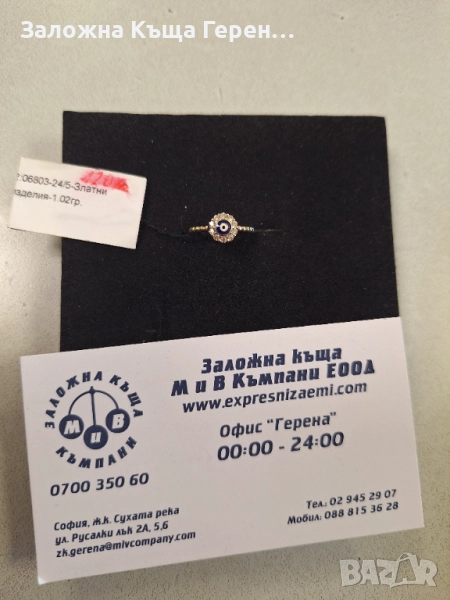 Заложна Къща Герен...
:06803-24/5-Златни
изделия-1.02гр.
Заложна къща
М и В Къмпани ЕООД
www.expresnizaemi.com
Офис "Герена"
00:00 - 24:00
ЗАЛОЖНА КЪЩА
М и В
КЪМПАНИ
0700 350 60
София, ж.к. Сухата река
ул. Русалки лък 2А, 5,6
zk.gerena@mivcompany.com
Тел.: 02 945 29 07
Мобил: 088 815 36 28
BAZAR